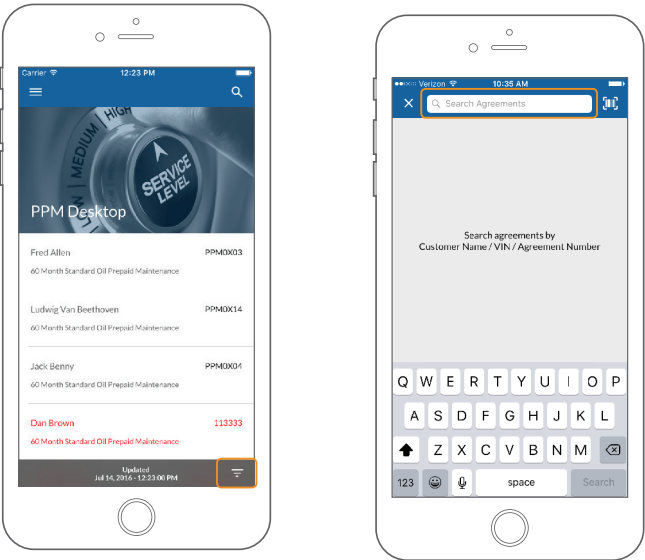 Carrier 12:23 PM
LOW | MEDIUM | HIGH
SERVICE
LEVEL
PPM Desktop
Fred Allen PPM0X03
60 Month Standard Oil Prepaid Maintenance
Ludwig Van Beethoven PPM0X14
60 Month Standard Oil Prepaid Maintenance
Jack Benny PPM0X04
60 Month Standard Oil Prepaid Maintenance
Dan Brown 113333
60 Month Standard Oil Prepaid Maintenance
Updated
Jul 14, 2016 - 12:23:00 PM
Verizon 10:35 AM
Search Agreements
Search agreements by
Customer Name / VIN / Agreement Number
Q W E R T Y U I O P
A S D F G H J K L
Z X C V B N M
123 space Search